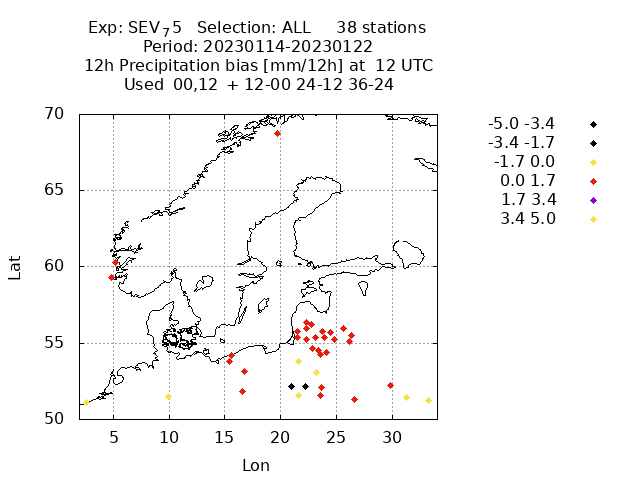 Exp: SEV₇5 Selection: ALL 38 stations
Period: 20230114-20230122
12h Precipitation bias [mm/12h] at 12 UTC
Used 00,12 + 12-00 24-12 36-24
-5.0 -3.4
-3.4 -1.7
-1.7 0.0
0.0 1.7
1.7 3.4
3.4 5.0
Lat
70
65
60
55
50
5 10 15 20 25 30
Lon